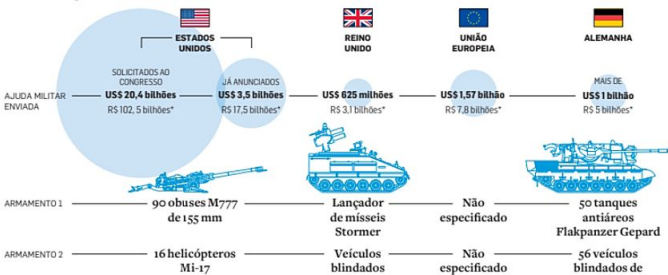 ESTADOS
UNIDOS
REINO
UNIDO
UNIÃO
EUROPEIA
ALEMANHA
AJUDA MILITAR
ENVIADA
SOLICITADOS AO
CONGRESSO
US$ 20,4 bilhões
R$ 102, 5 bilhões*
JÁ ANUNCIADOS
US$ 3,5 bilhões
R$ 17,5 bilhões*
US$ 625 milhões
R$ 3,1 bilhões*
US$ 1,57 bilhão
R$ 7,8 bilhões*
MAIS DE
US$ 1 bilhão
R$ 5 bilhões*
ARMAMENTO 1
90 obuses M777
de 155 mm
Lançador
de mísseis
Stormer
Não
especificado
50 tanques
antiáreos
Flakpanzer Gepard
ARMAMENTO 2
16 helicópteros
Mi-17
Veículos
blindados
Não
especificado
56 veículos
blindados de